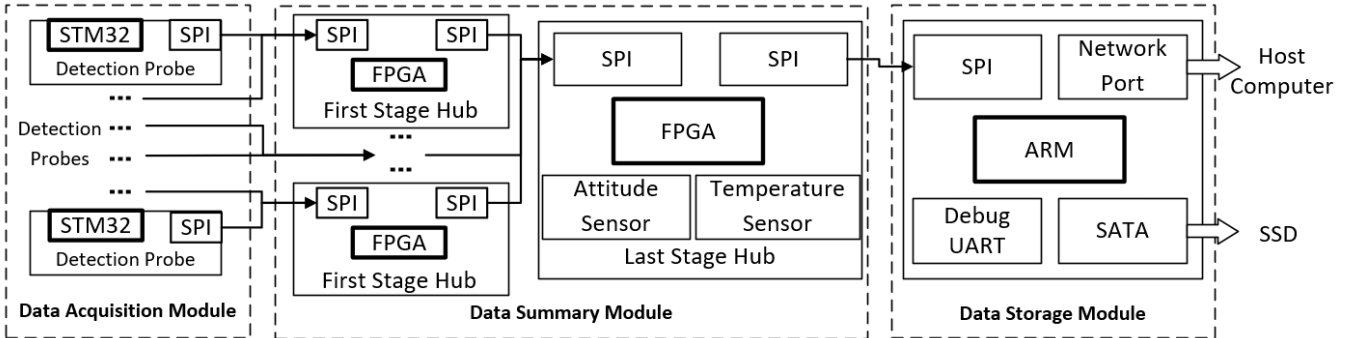 STM32
SPI
Detection Probe
...
Detection ...
Probes ...
...
STM32
SPI
Detection Probe
Data Acquisition Module
SPI
SPI
FPGA
First Stage Hub
...
...
SPI
SPI
FPGA
First Stage Hub
SPI
SPI
FPGA
Attitude
Sensor
Temperature
Sensor
Last Stage Hub
Data Summary Module
SPI
Network
Port
ARM
Debug
UART
SATA
Data Storage Module
Host
Computer
SSD